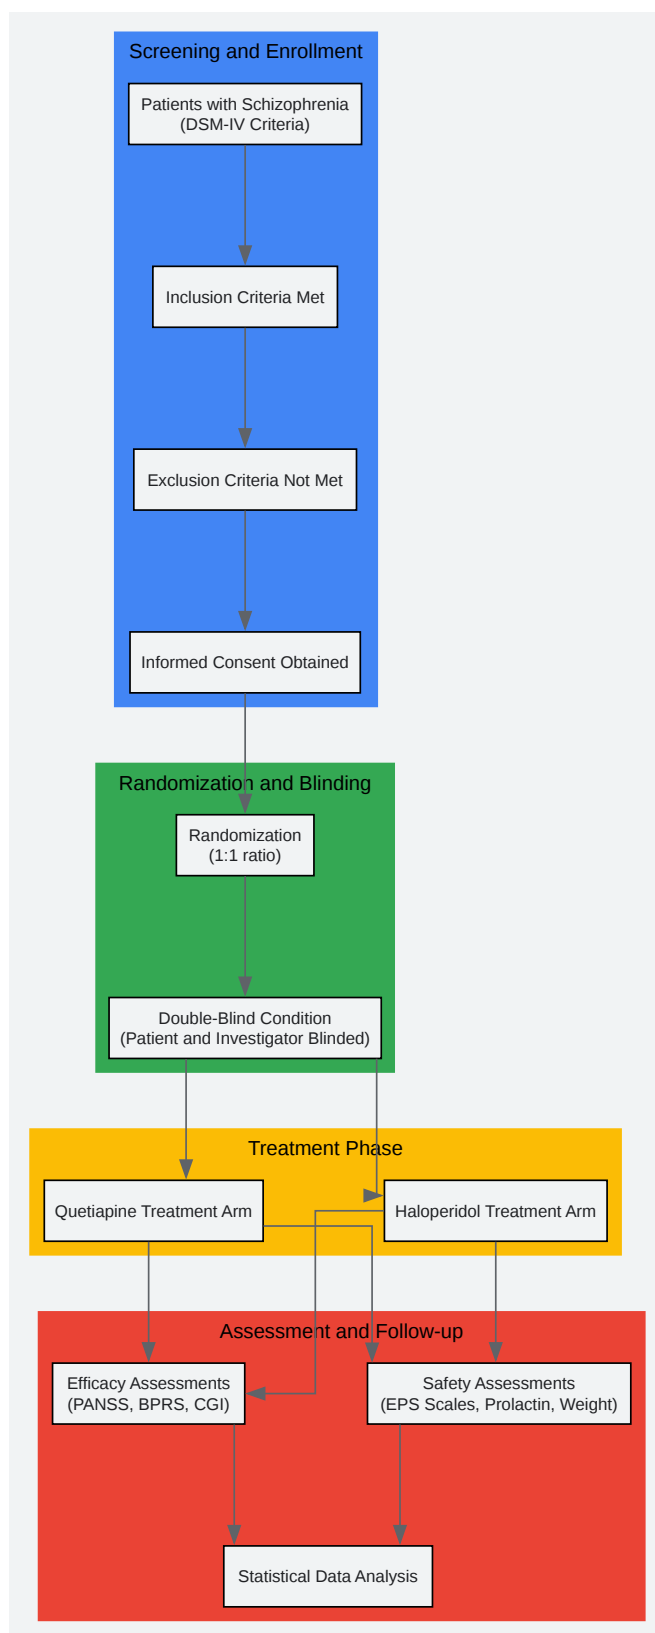 Screening and Enrollment
Patients with Schizophrenia
(DSM-IV Criteria)
Inclusion Criteria Met
Exclusion Criteria Not Met
Informed Consent Obtained
Randomization and Blinding
Randomization
(1:1 ratio)
Double-Blind Condition
(Patient and Investigator Blinded)
Treatment Phase
Quetiapine Treatment Arm
Haloperidol Treatment Arm
Assessment and Follow-up
Efficacy Assessments
(PANSS, BPRS, CGI)
Safety Assessments
(EPS Scales, Prolactin, Weight)
Statistical Data Analysis